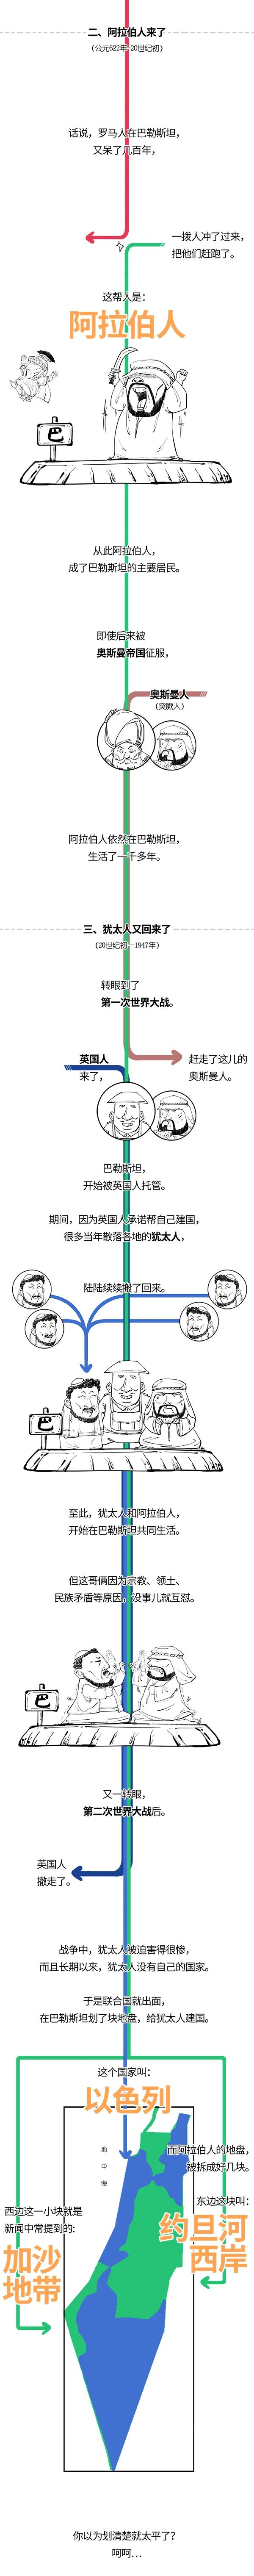 二、阿拉伯人来了
(公元622年-20世纪初)
话说，罗马人在巴勒斯坦，
又呆了几百年，
一拨人冲了过来，
把他们赶跑了。
这帮人是：
阿拉伯人
巴
从此阿拉伯人，
成了巴勒斯坦的主要居民。
即使后来被
奥斯曼帝国征服，
奥斯曼人
(突厥人)
阿拉伯人依然在巴勒斯坦，
生活了一千多年。
三、犹太人又回来了
(20世纪初－1947年)
转眼到了
第一次世界大战。
英国人
来了，
赶走了这儿的
奥斯曼人。
巴勒斯坦，
开始被英国人托管。
期间，因为英国人承诺帮自己建国，
很多当年散落各地的犹太人，
陆陆续续搬了回来。
巴
至此，犹太人和阿拉伯人，
开始在巴勒斯坦共同生活。
但这哥俩因为宗教、领土、
民族矛盾等原因，没事儿就互怼。
巴
又一转眼，
第二次世界大战后。
英国人
撤走了。
战争中，犹太人被迫害得很惨，
而且长期以来，犹太人没有自己的国家。
于是联合国就出面，
在巴勒斯坦划了块地盘，给犹太人建国。
这个国家叫：
以色列
地
中
海
而阿拉伯人的地盘，
被拆成好几块。
东边这块叫：
约旦河
西岸
西边这一小块就是
新闻中常提到的:
加沙
地带
你以为划清楚就太平了？
呵呵…